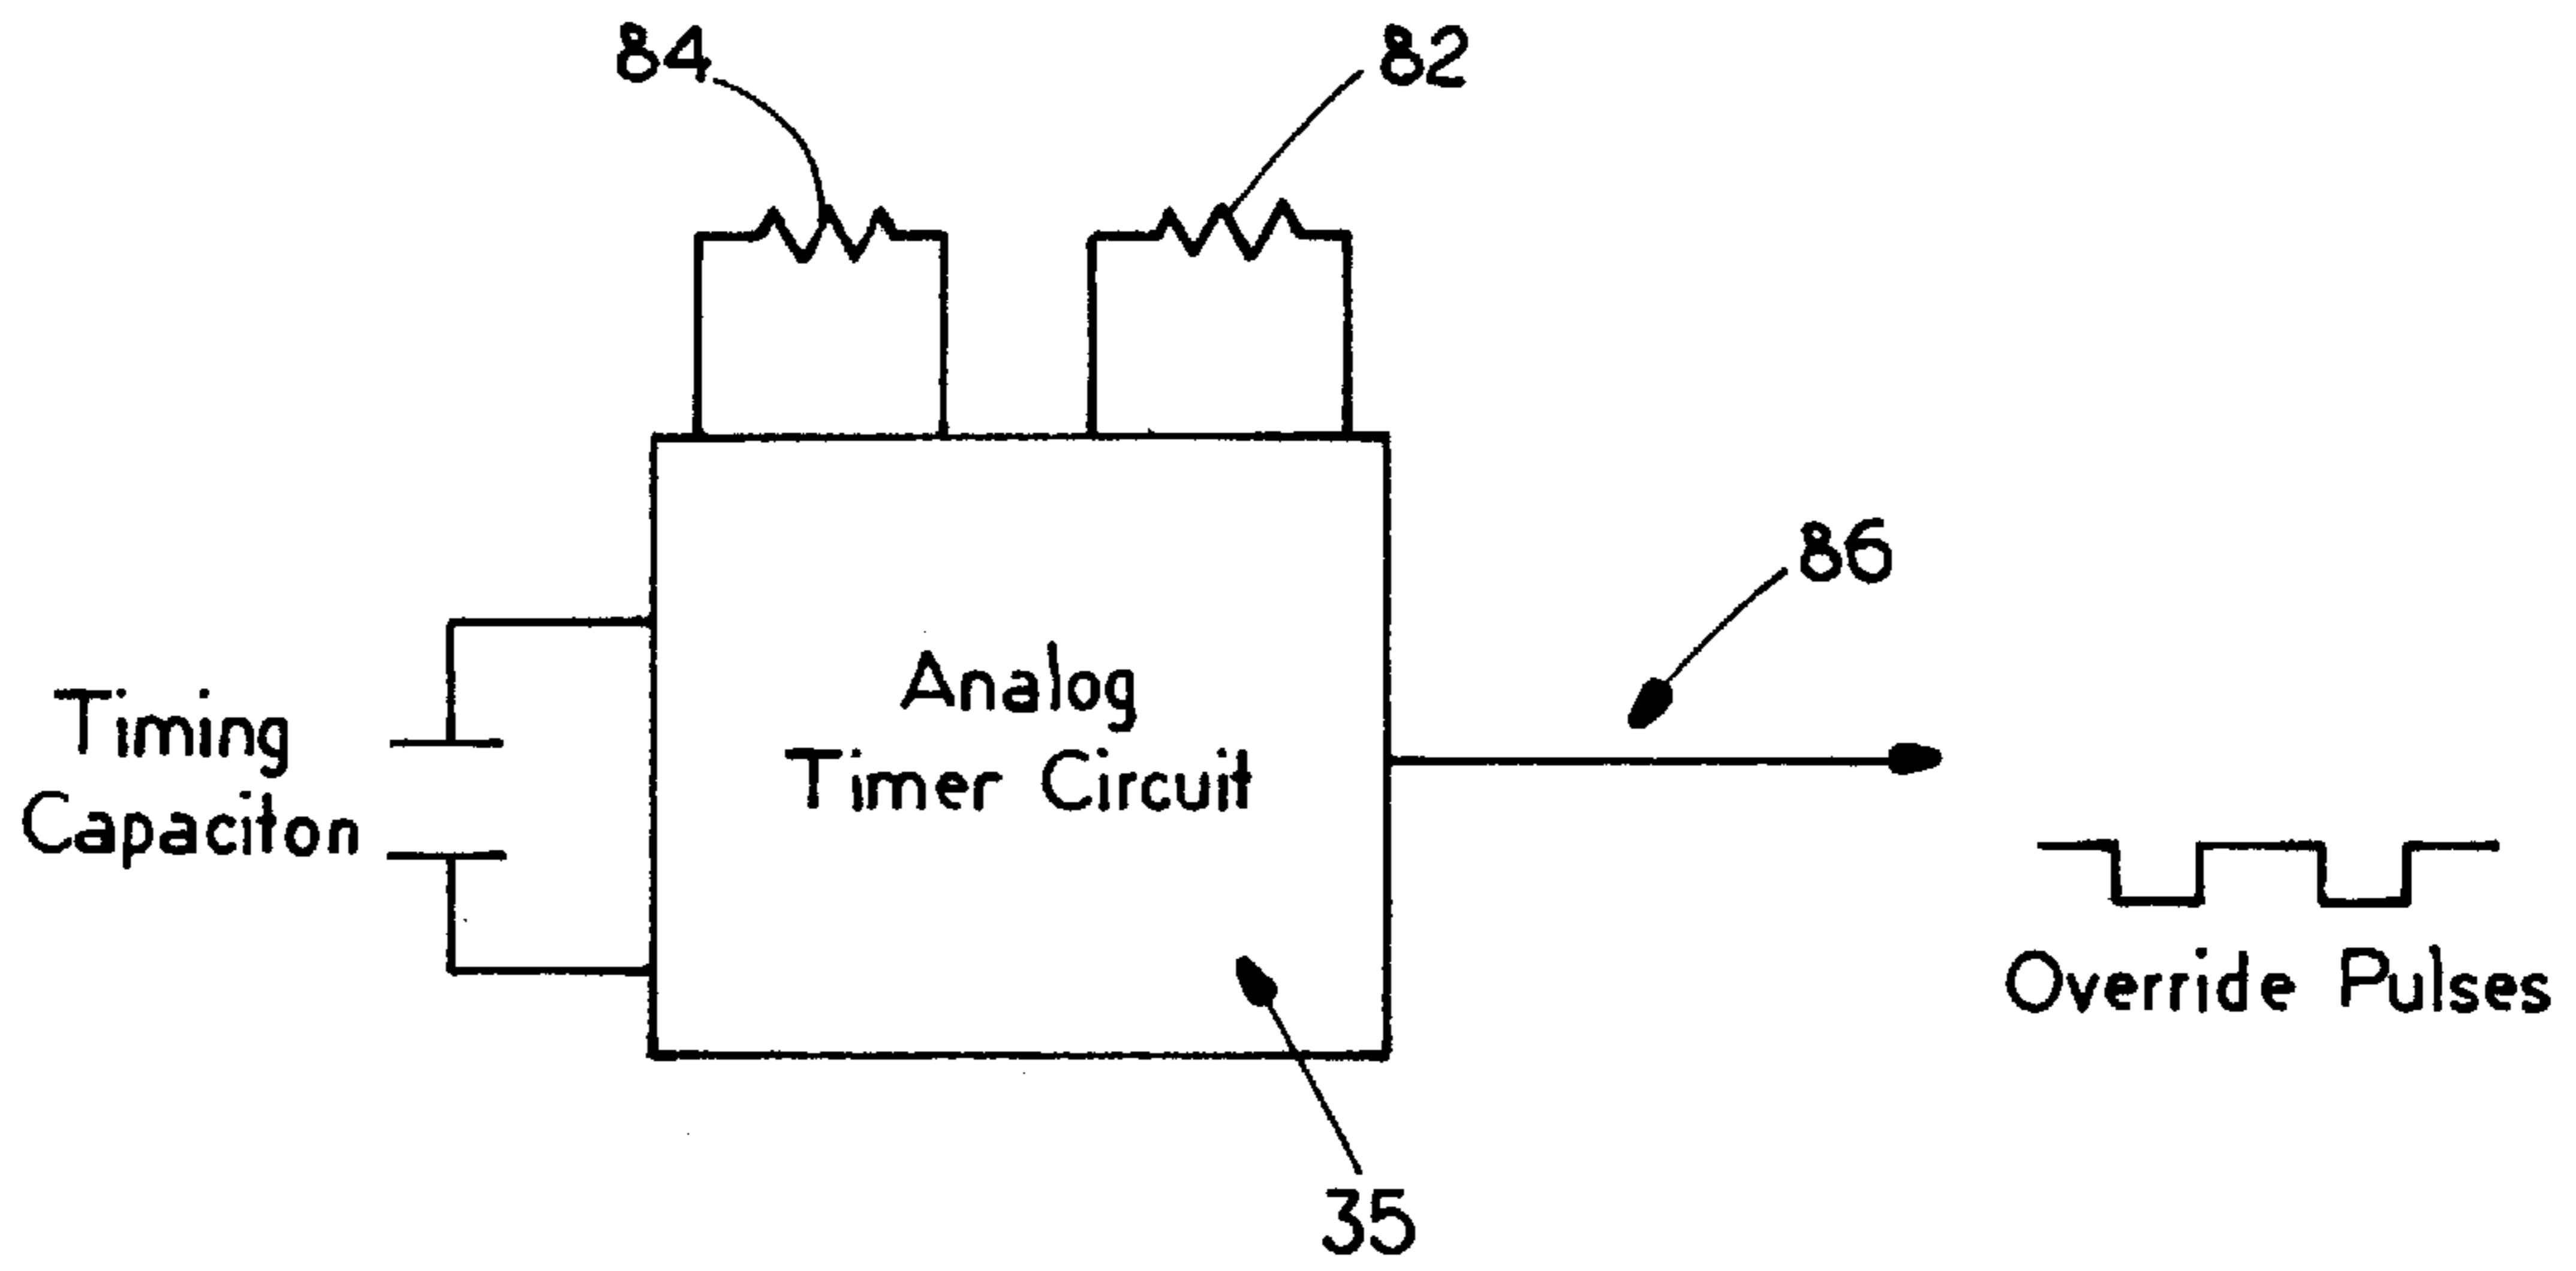 84
82
86
Analog
Timer Circuit
Timing
Capaciton
Override Pulses
35